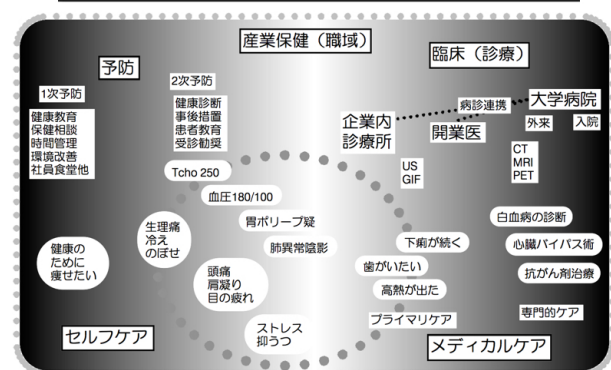 産業保健（職域）
予防
臨床（診療）
1次予防
健康教育
保健相談
時間管理
環境改善
社員食堂他
2次予防
健康診断
事後措置
患者教育
受診勧奨
企業内
診療所
病診連携
開業医
大学病院
外来
入院
US
GIF
CT
MRI
PET
Tcho 250
血圧180/100
胃ポリープ疑
肺異常陰影
生理痛
冷え
のぼせ
健康の
ために
痩せたい
頭痛
肩凝り
目の疲れ
ストレス
抑うつ
下痢が続く
歯がいたい
高熱が出た
プライマリケア
白血病の診断
心臓バイパス術
抗がん剤治療
専門的ケア
セルフケア
メディカルケア